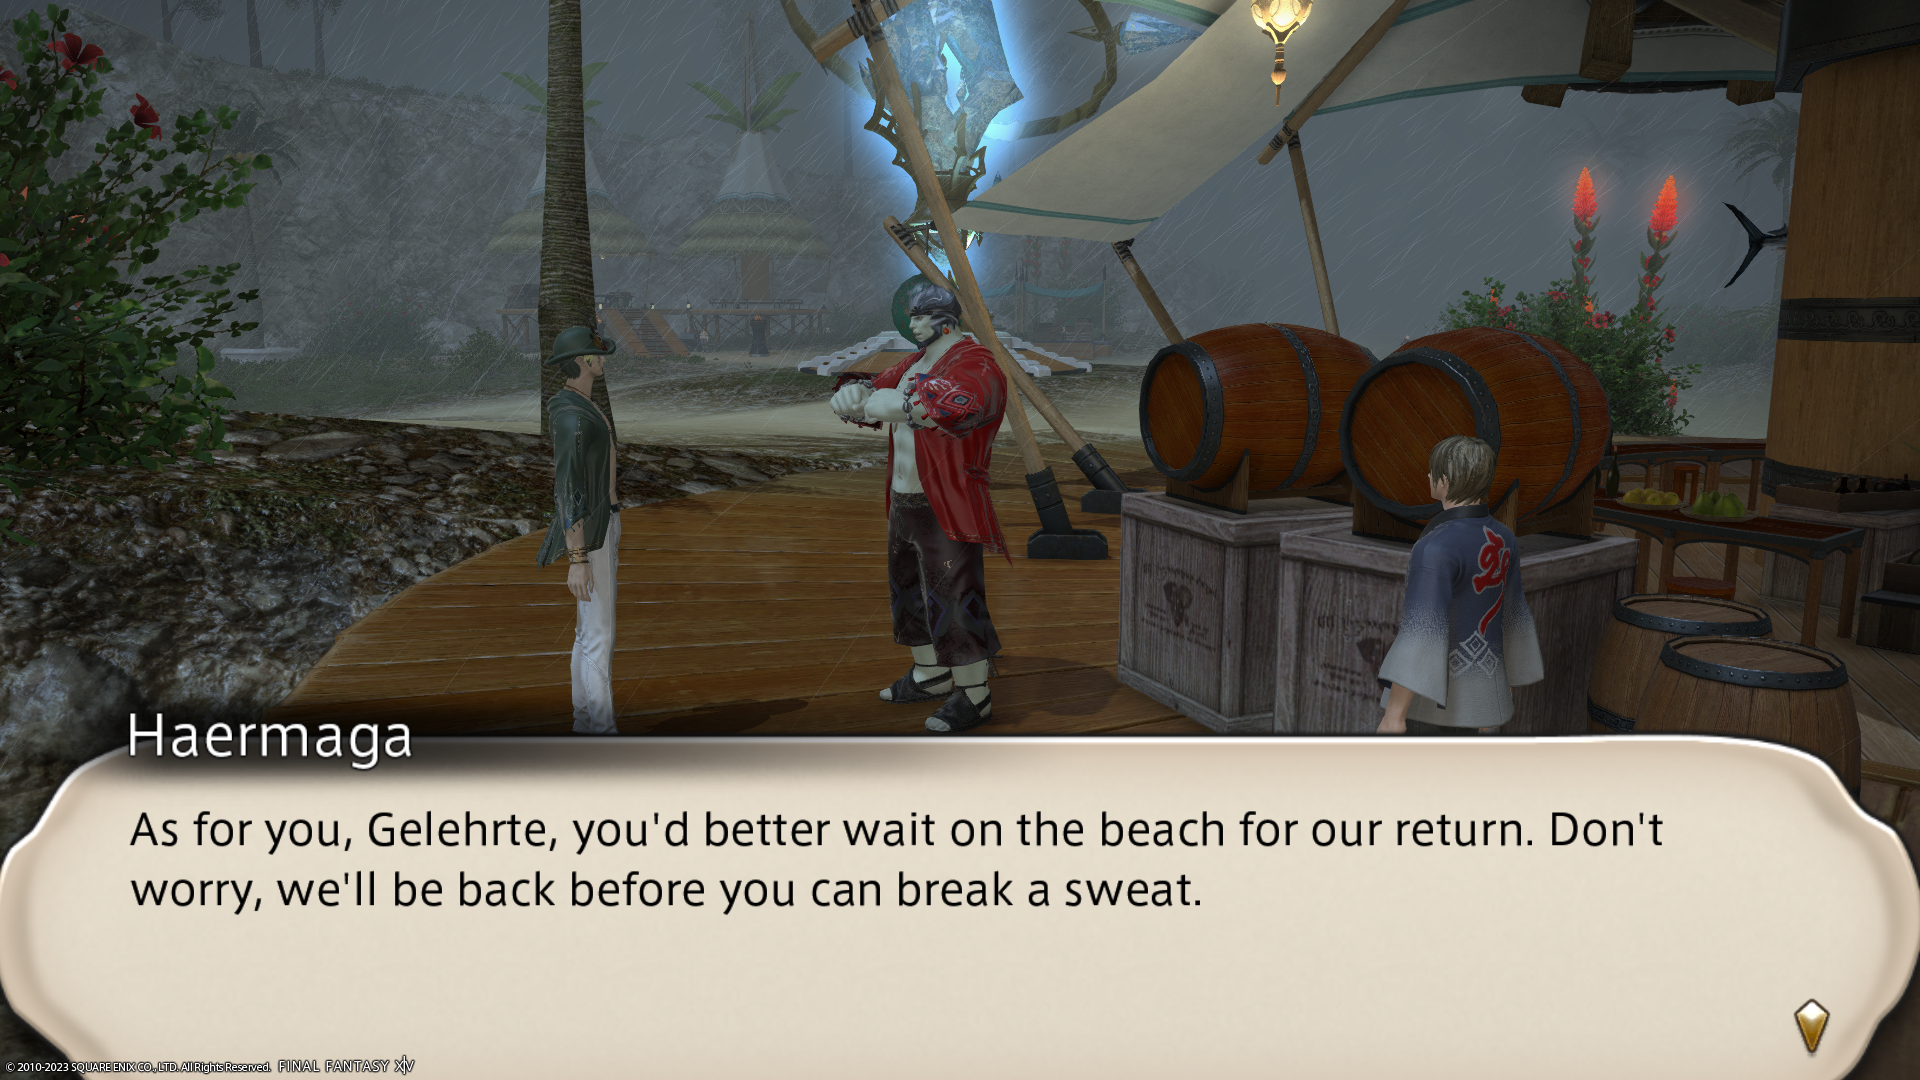 Haermaga
As for you, Gelehrte, you'd better wait on the beach for our return. Don't
worry, we'll be back before you can break a sweat.
© 2010-2023 SQUARE ENIX CO., LTD. All Rights Reserved. FINAL FANTASY XIV